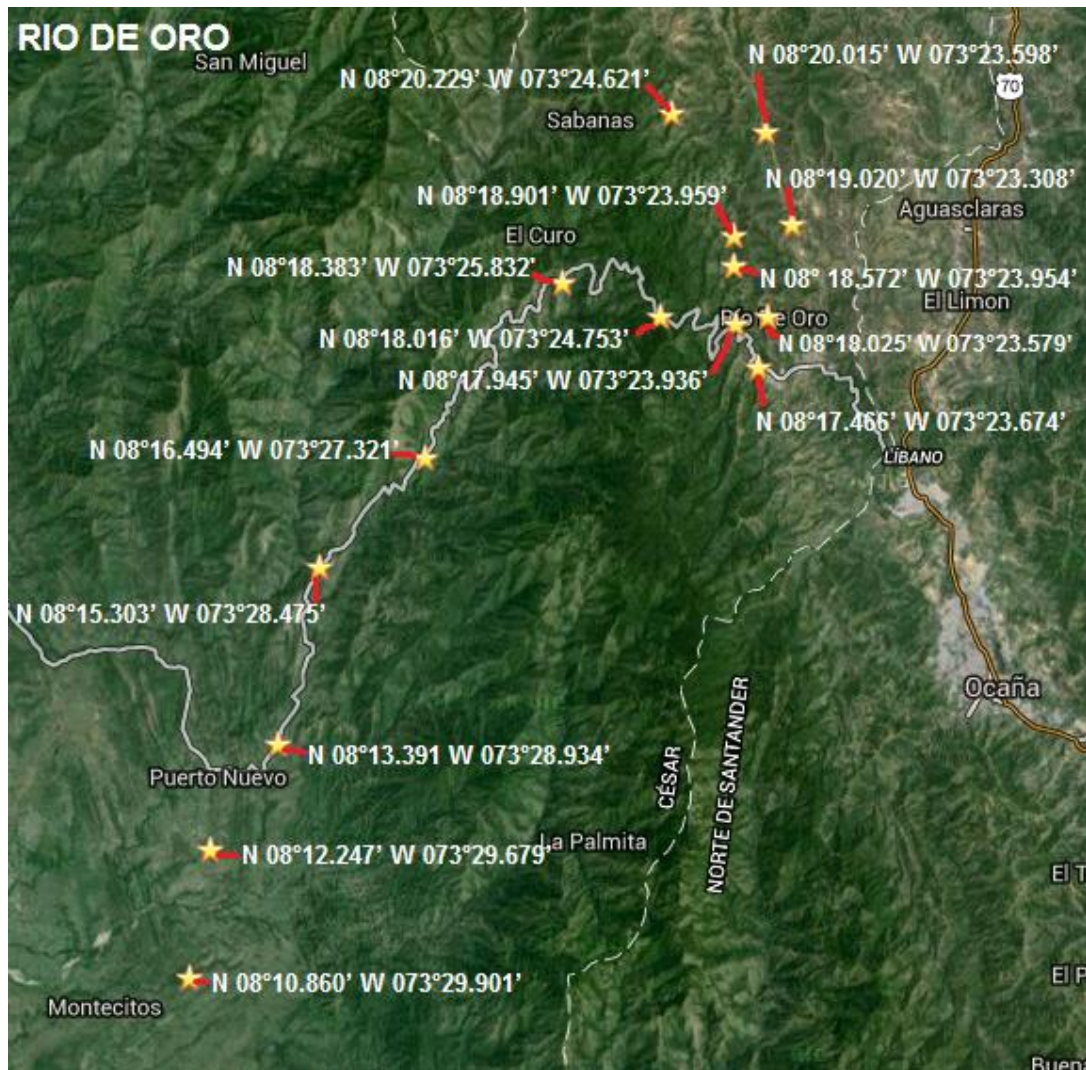 RIO DE ORO
San Miguel
N 08°20.015’ W 073°23.598’
N 08°20.229’ W 073°24.621’
70
Sabanas
N 08°19.020’ W 073°23.308’
N 08°18.901’ W 073°23.959’
Aguasclaras
El Curo
N 08°18.383’ W 073°25.832’
N 08° 18.572’ W 073°23.954’
El Limon
Río de Oro
N 08°18.016’ W 073°24.753’
N 08°18.025’ W 073°23.579’
N 08°17.945’ W 073°23.936’
N 08°17.466’ W 073°23.674’
N 08°16.494’ W 073°27.321’
LÍBANO
N 08°15.303’ W 073°28.475’
Ocaña
N 08°13.391 W 073°28.934’
CÉSAR
NORTE DE SANTANDER
Puerto Nuevo
La Palmita
N 08°12.247’ W 073°29.679’
El T
El P
N 08°10.860’ W 073°29.901’
Montecitos
Buen